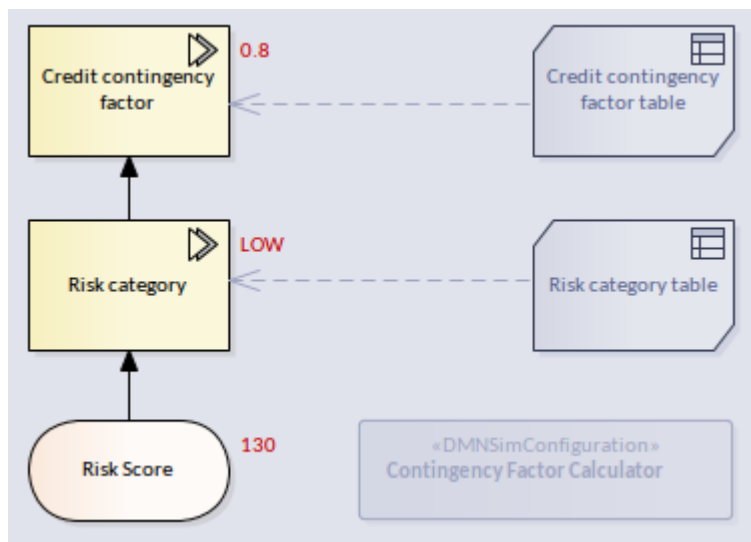 0.8
Credit contingency
factor
Credit contingency
factor table
LOW
Risk category
Risk category table
130
Risk Score
«DMNSimConfiguration»
Contingency Factor Calculator